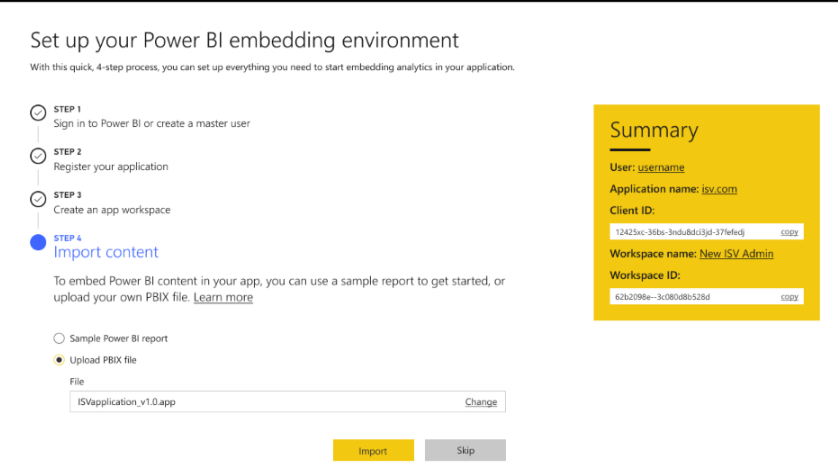 Set up your Power BI embedding environment
With this quick, 4-step process, you can set up everything you need to start embedding analytics in your application.
STEP 1
Sign in to Power BI or create a master user
STEP 2
Register your application
STEP 3
Create an app workspace
STEP 4
Import content
To embed Power BI content in your app, you can use a sample report to get started, or
upload your own PBIX file. Learn more
Sample Power BI report
Upload PBIX file
File
ISVapplication_v1.0.app Change
Import Skip
Summary
User: username
Application name: isv.com
Client ID:
12425xc-36bs-3ndu8dci3jd-37fefedj copy
Workspace name: New ISV Admin
Workspace ID:
62b2098e--3c080d8b528d copy